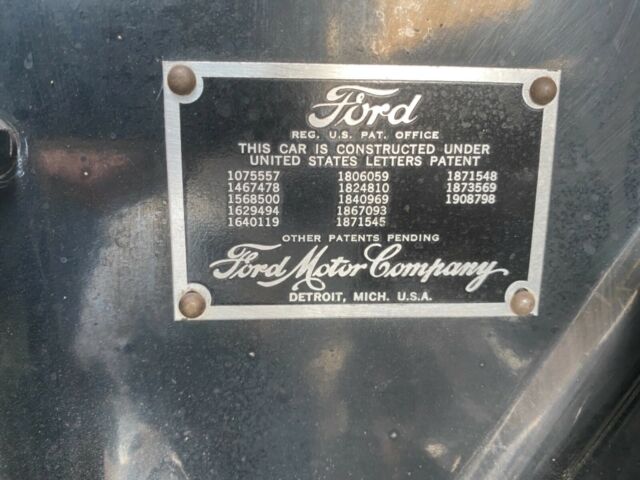 Ford
REG. U.S. PAT. OFFICE
THIS CAR IS CONSTRUCTED UNDER
UNITED STATES LETTERS PATENT
1075557 1806059 1871548
1467478 1824810 1873569
1568500 1840969 1908798
1629494 1867093
1640119 1871545
OTHER PATENTS PENDING
Ford Motor Company
DETROIT, MICH. U.S.A.